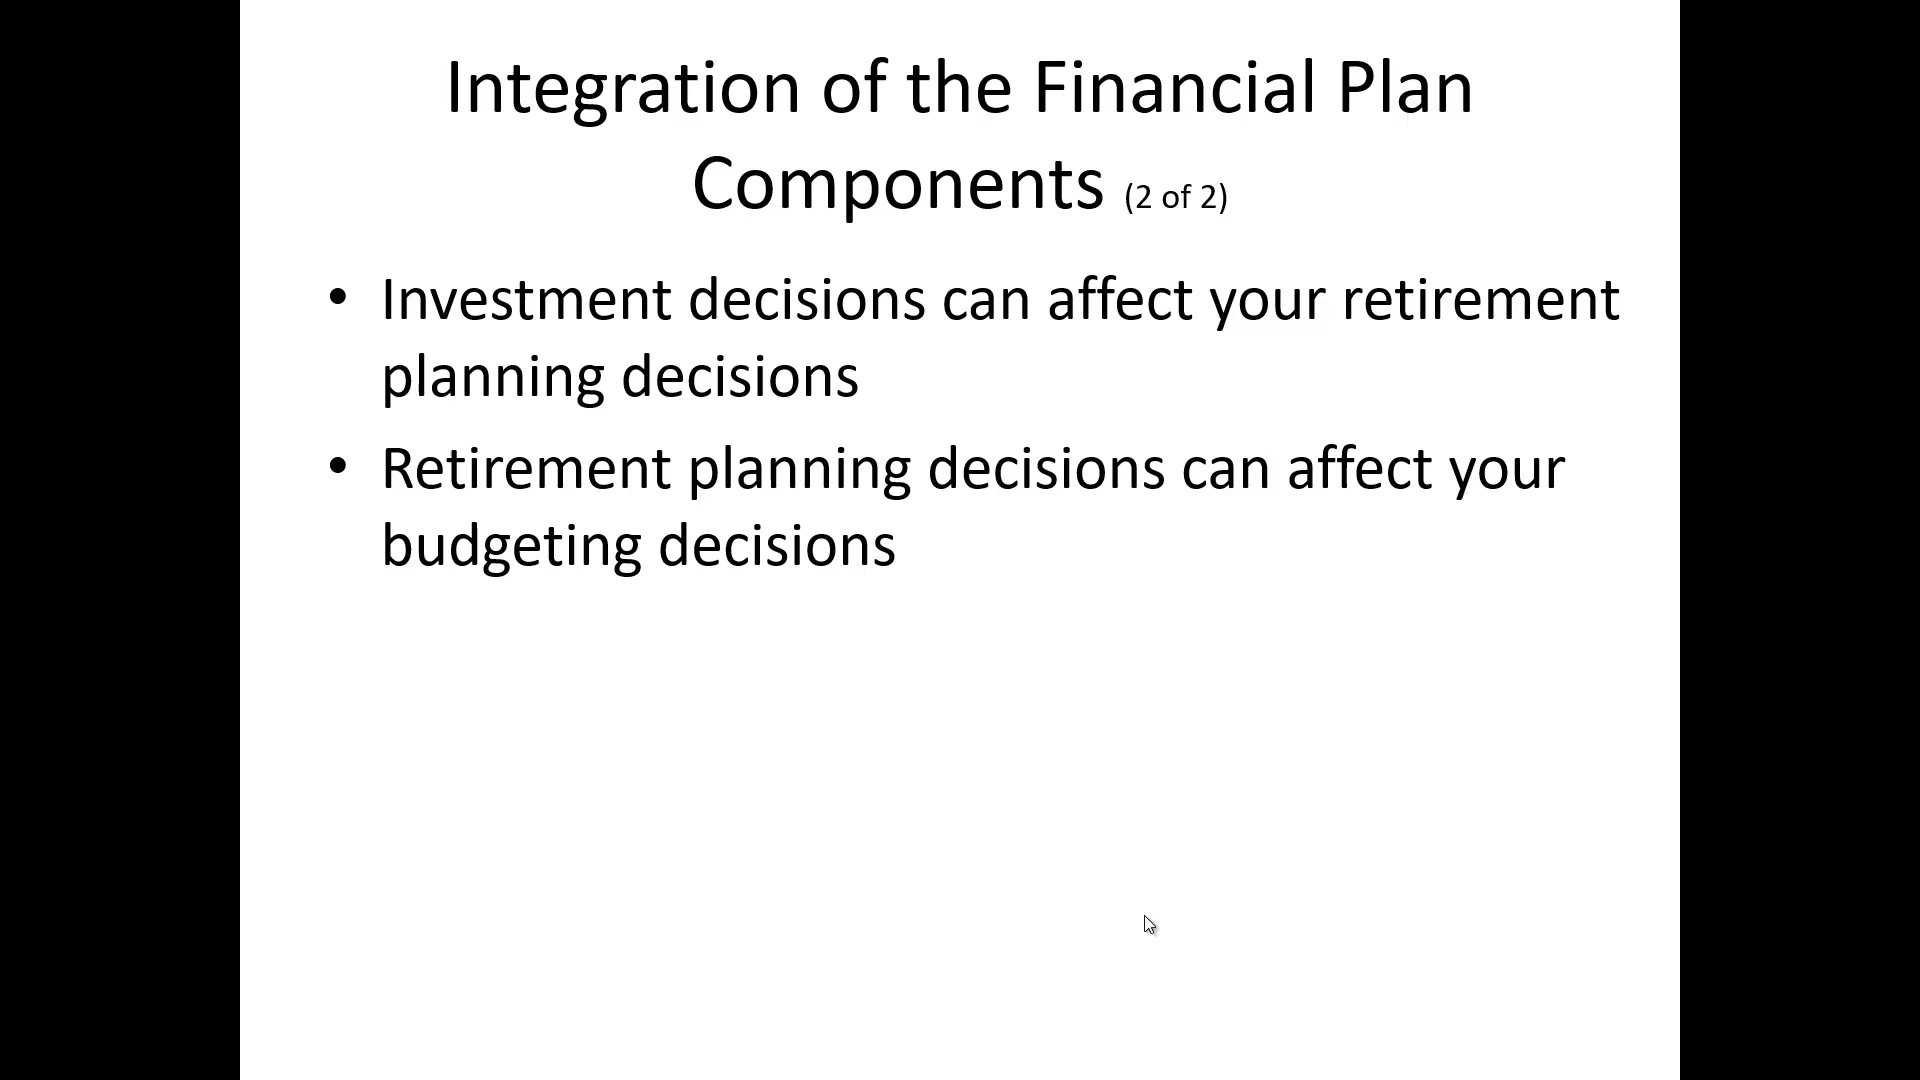 Integration of the Financial Plan
Components (2 of 2)
• Investment decisions can affect your retirement
planning decisions
• Retirement planning decisions can affect your
budgeting decisions